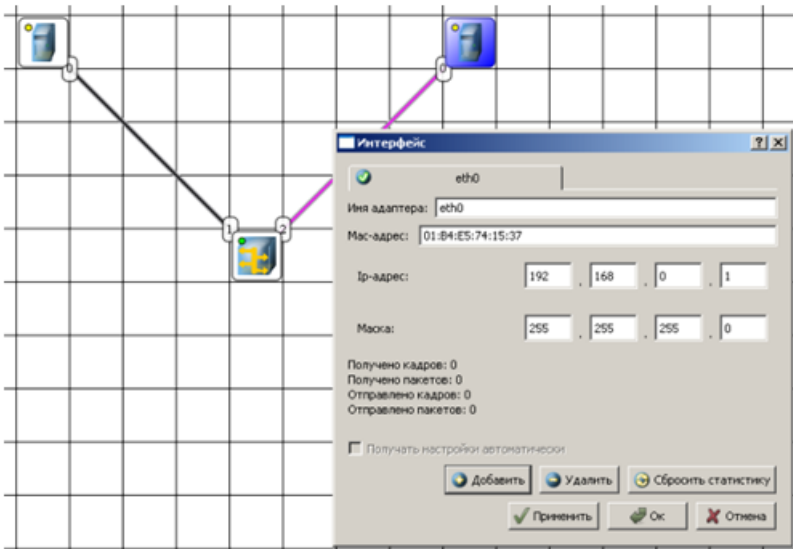 0
0
1
2
Интерфейс
eth0
Имя адаптера: eth0
Mac-адрес: 01:B4:E5:74:15:37
Ip-адрес: 192 . 168 . 0 . 1
Маска: 255 . 255 . 255 . 0
Получено кадров: 0
Получено пакетов: 0
Отправлено кадров: 0
Отправлено пакетов: 0
Получать настройки автоматически
Добавить Удалить Сбросить статистику
Применить Ок Отмена